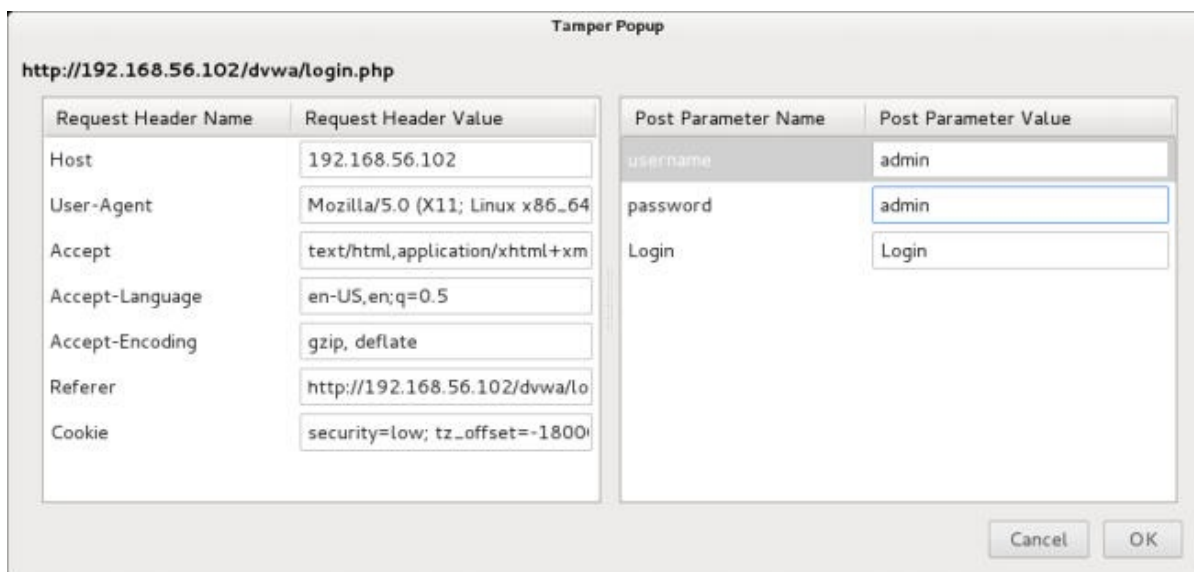 Tamper Popup
http://192.168.56.102/dvwa/login.php
Request Header Name Request Header Value
Host 192.168.56.102
User-Agent Mozilla/5.0 (X11; Linux x86_64
Accept text/html,application/xhtml+xm
Accept-Language en-US,en;q=0.5
Accept-Encoding gzip, deflate
Referer http://192.168.56.102/dvwa/lo
Cookie security=low; tz_offset=-1800
Post Parameter Name Post Parameter Value
username admin
password admin
Login Login
Cancel OK